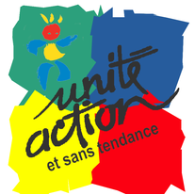 unité
action
et sans tendance